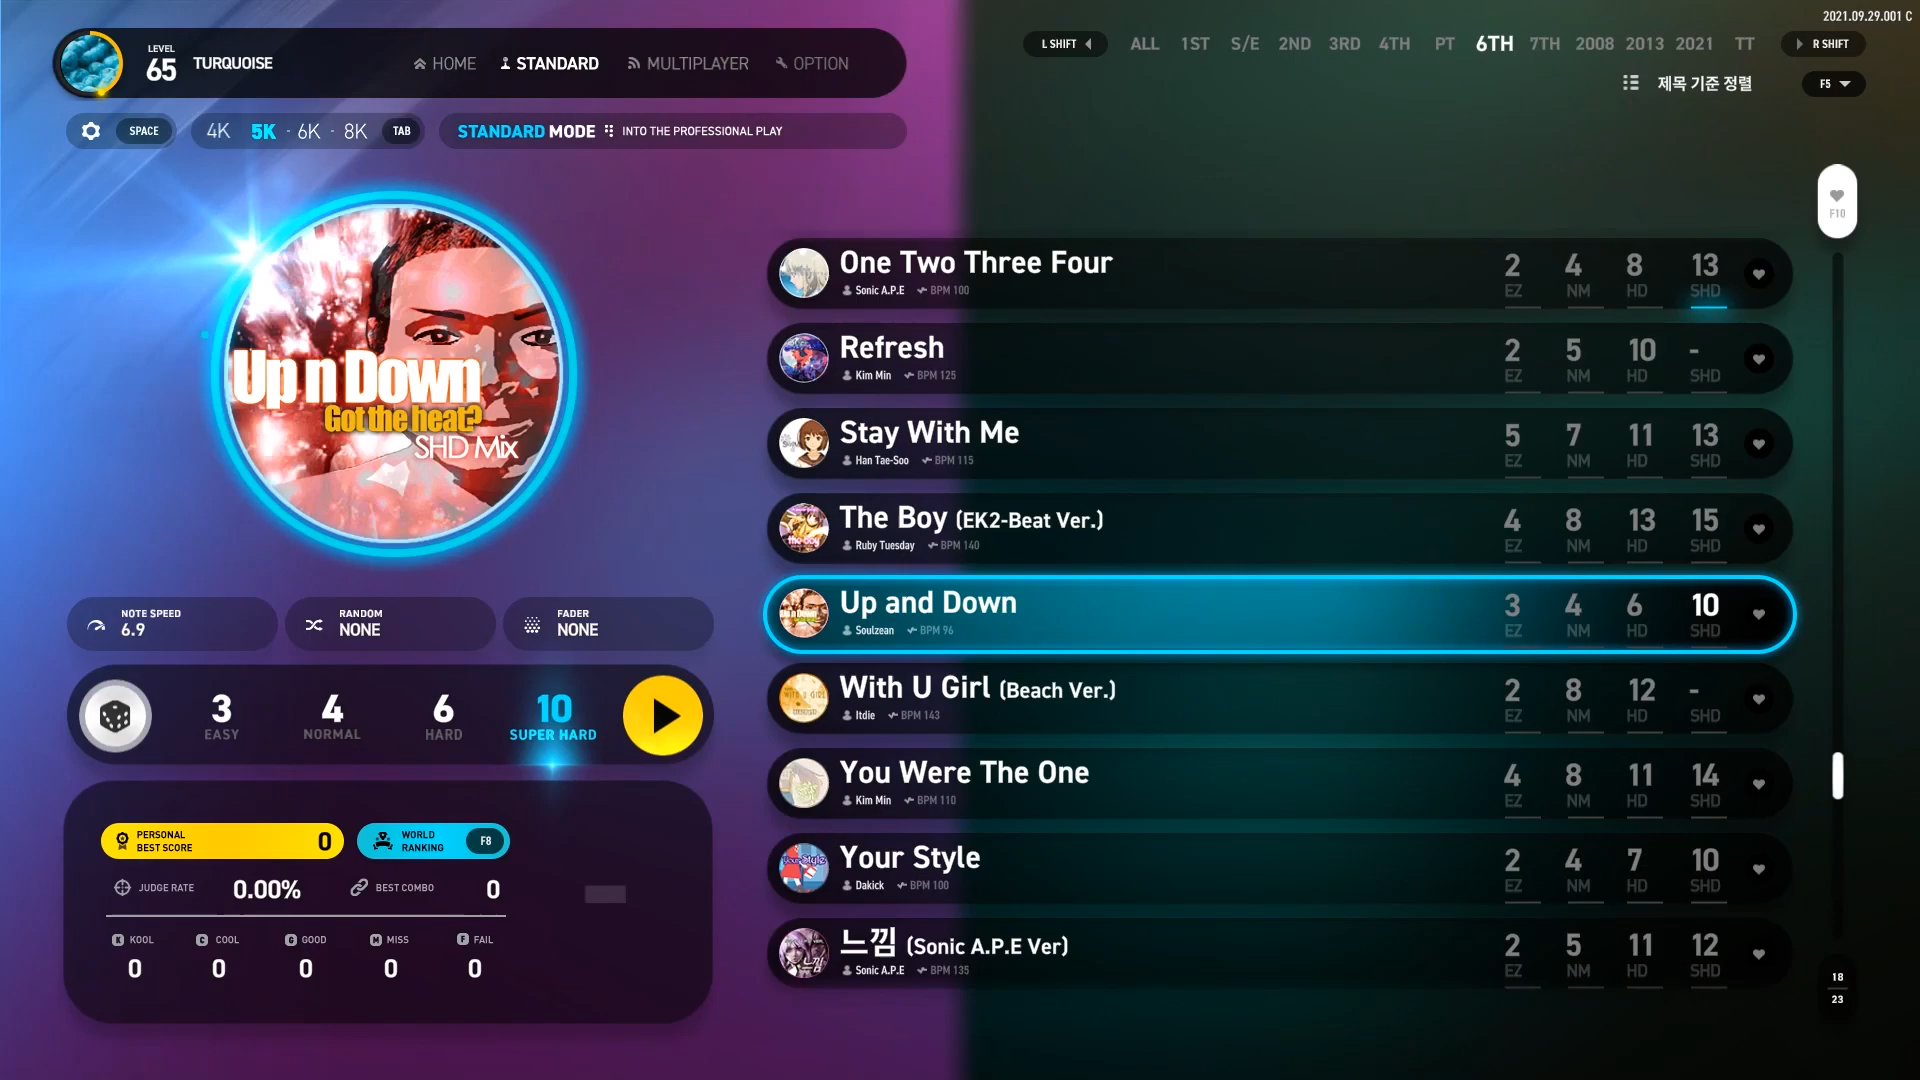 2021.09.29.001 C
LEVEL
65
TURQUOISE
HOME
STANDARD
MULTIPLAYER
OPTION
L SHIFT
ALL 1ST S/E 2ND 3RD 4TH PT 6TH 7TH 2008 2013 2021 TT
R SHIFT
제목 기준 정렬
F5
SPACE
4K 5K - 6K - 8K TAB
STANDARD MODE INTO THE PROFESSIONAL PLAY
F10
Up n Down
Got the heat?
SHD Mix
NOTE SPEED
6.9
RANDOM
NONE
FADER
NONE
3 4 6 10
EASY NORMAL HARD SUPER HARD
PERSONAL
BEST SCORE
0
WORLD
RANKING
F8
JUDGE RATE 0.00% BEST COMBO 0
K KOOL C COOL G GOOD M MISS F FAIL
0 0 0 0 0
One Two Three Four
Sonic A.P.E BPM 100
2 4 8 13
EZ NM HD SHD
Refresh
Kim Min BPM 125
2 5 10 -
EZ NM HD SHD
Stay With Me
Han Tae-Soo BPM 115
5 7 11 13
EZ NM HD SHD
The Boy (EK2-Beat Ver.)
Ruby Tuesday BPM 140
4 8 13 15
EZ NM HD SHD
Up and Down
Soulzean BPM 96
3 4 6 10
EZ NM HD SHD
With U Girl (Beach Ver.)
Itdie BPM 143
2 8 12 -
EZ NM HD SHD
You Were The One
Kim Min BPM 110
4 8 11 14
EZ NM HD SHD
Your Style
Dakick BPM 100
2 4 7 10
EZ NM HD SHD
느낌 (Sonic A.P.E Ver)
Sonic A.P.E BPM 135
2 5 11 12
EZ NM HD SHD
18
23